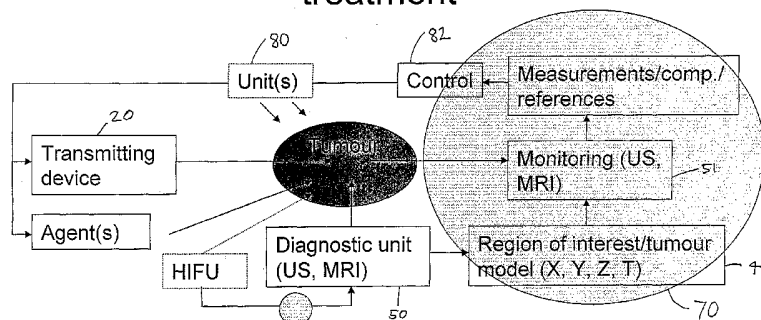 treatment
80
82
Unit(s)
Control
Measurements/comp./
references
20
Tumour
Transmitting
device
Monitoring (US,
MRI)
51
Agent(s)
HIFU
Diagnostic unit
(US, MRI)
Region of interest/tumour
model (X, Y, Z, T)
50
70